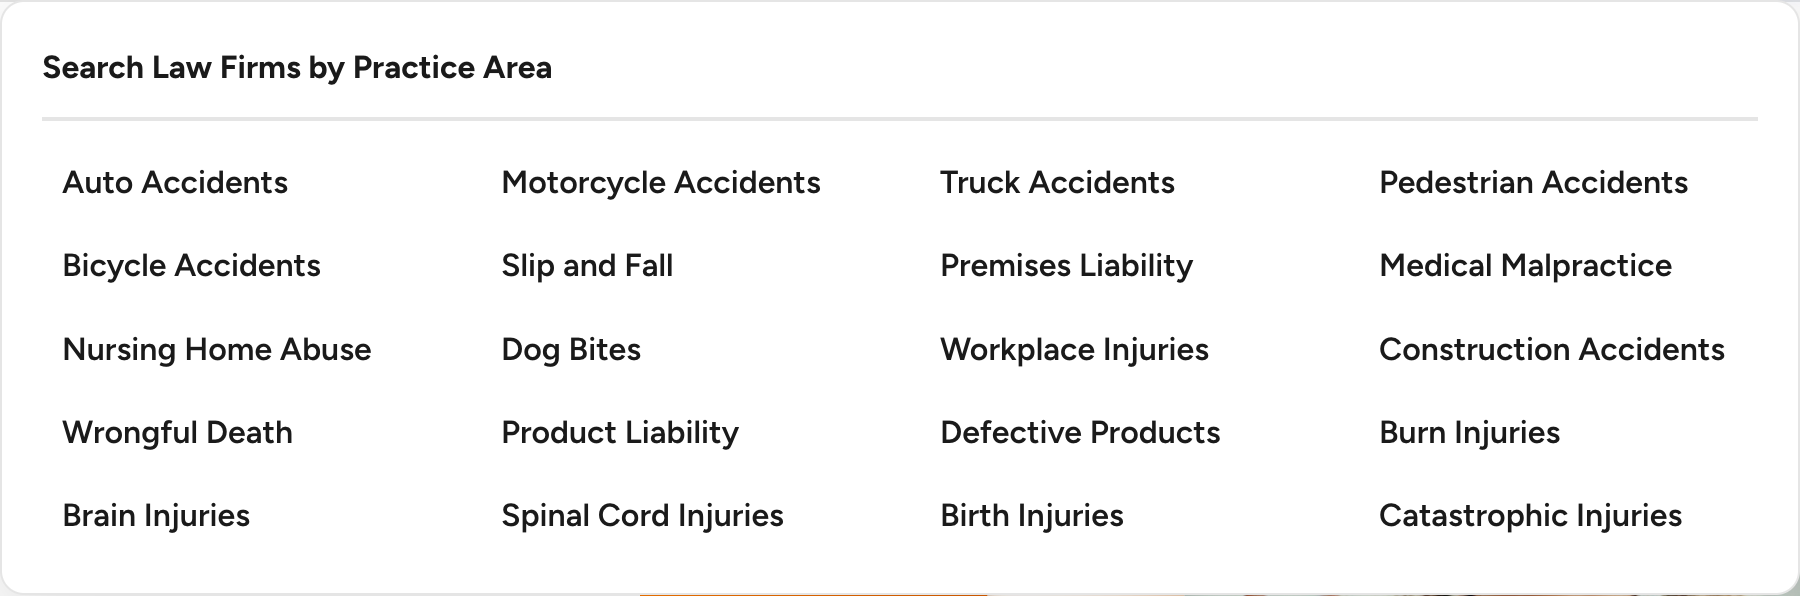 Search Law Firms by Practice Area
Auto Accidents
Motorcycle Accidents
Truck Accidents
Pedestrian Accidents
Bicycle Accidents
Slip and Fall
Premises Liability
Medical Malpractice
Nursing Home Abuse
Dog Bites
Workplace Injuries
Construction Accidents
Wrongful Death
Product Liability
Defective Products
Burn Injuries
Brain Injuries
Spinal Cord Injuries
Birth Injuries
Catastrophic Injuries